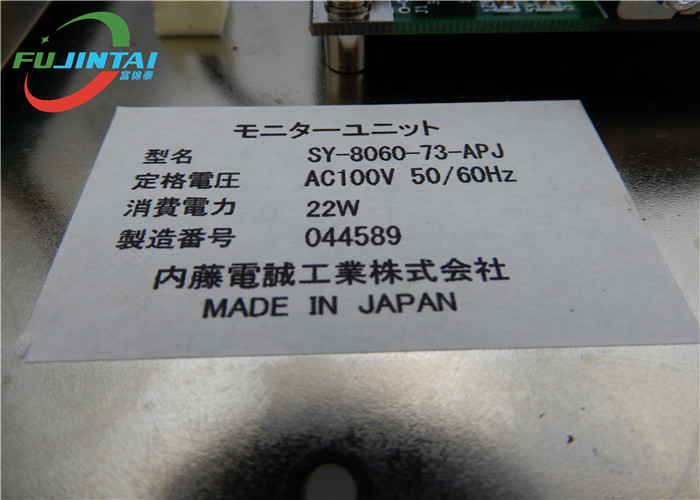 FUJINTAI
富锦泰
モニターユニット
型名 SY-8060-73-APJ
定格電圧 AC100V 50/60Hz
消費電力 22W
製造番号 044589
内藤電誠工業株式会社
MADE IN JAPAN